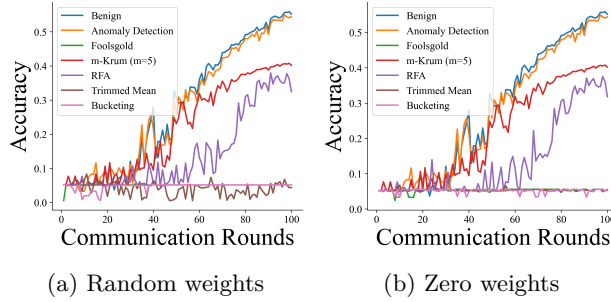 Benign
Anomaly Detection
Foolsgold
m-Krum (m=5)
RFA
Trimmed Mean
Bucketing
Accuracy
0.5
0.4
0.3
0.2
0.1
0.0
0 20 40 60 80 100
Communication Rounds
(a) Random weights
Benign
Anomaly Detection
Foolsgold
m-Krum (m=5)
RFA
Trimmed Mean
Bucketing
Accuracy
0.5
0.4
0.3
0.2
0.1
0.0
0 20 40 60 80 100
Communication Rounds
(b) Zero weights